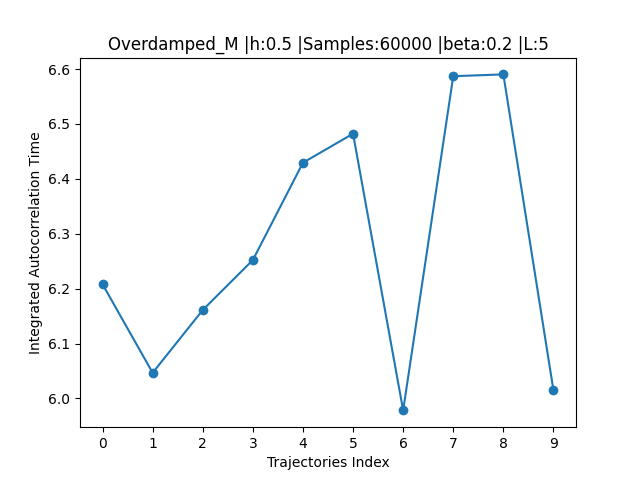 Overdamped_M |h:0.5 |Samples:60000 |beta:0.2 |L:5
Integrated Autocorrelation Time
6.6
6.5
6.4
6.3
6.2
6.1
6.0
0 1 2 3 4 5 6 7 8 9
Trajectories Index